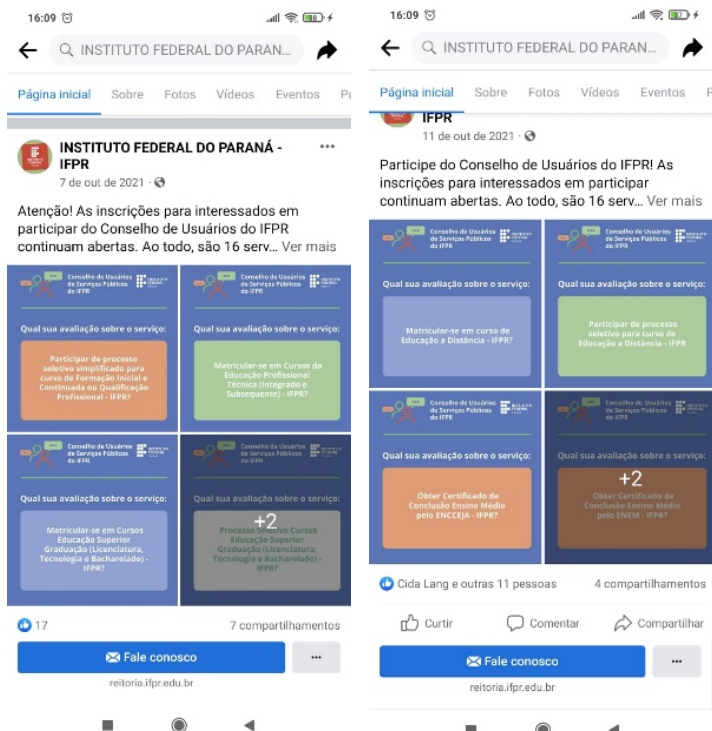 16:09
88
INSTITUTO FEDERAL DO PARAN...
Página inicial Sobre Fotos Vídeos Eventos
INSTITUTO FEDERAL DO PARANÁ -
IFPR
7 de out de 2021 ·
Atenção! As inscrições para interessados em
participar do Conselho de Usuários do IFPR
continuam abertas. Ao todo, são 16 serv... Ver mais
Conselho de Usuários
de Serviços Públicos
do IFPR
Qual sua avaliação sobre o serviço:
Participar de processo
seletivo simplificado para
curso de Formação Inicial e
Continuada ou Qualificação
Profissional - IFPR?
Conselho de Usuários
de Serviços Públicos
do IFPR
Qual sua avaliação sobre o serviço:
Matricular-se em Cursos da
Educação Profissional
Técnica (Integrado e
Subsequente) - IFPR?
Conselho de Usuários
de Serviços Públicos
do IFPR
Qual sua avaliação sobre o serviço:
Matricular-se em Cursos
Educação Superior
Graduação (Licenciatura,
Tecnologia e Bacharelado) -
IFPR?
Conselho de Usuários
de Serviços Públicos
do IFPR
Qual sua avaliação sobre o serviço:
+2
Processo Seletivo Cursos
Educação Superior
Graduação (Licenciatura,
Tecnologia e Bacharelado) -
IFPR?
17
7 compartilhamentos
Fale conosco
reitoria.ifpr.edu.br
16:09
87
INSTITUTO FEDERAL DO PARAN...
Página inicial Sobre Fotos Vídeos Eventos
IFPR
11 de out de 2021 ·
Participe do Conselho de Usuários do IFPR! As
inscrições para interessados em participar
continuam abertas. Ao todo, são 16 serv... Ver mais
Conselho de Usuários
de Serviços Públicos
do IFPR
Qual sua avaliação sobre o serviço:
Matricular-se em curso de
Educação a Distância - IFPR?
Conselho de Usuários
de Serviços Públicos
do IFPR
Qual sua avaliação sobre o serviço:
Participar de processo
seletivo para curso de
Educação a Distância - IFPR
Conselho de Usuários
de Serviços Públicos
do IFPR
Qual sua avaliação sobre o serviço:
Obter Certificado de
Conclusão Ensino Médio
pelo ENCCEJA - IFPR?
Conselho de Usuários
de Serviços Públicos
do IFPR
Qual sua avaliação sobre o serviço:
+2
Obter Certificado de
Conclusão Ensino Médio
pelo ENEM - IFPR?
Cida Lang e outras 11 pessoas
4 compartilhamentos
Curtir Comentar Compartilhar
Fale conosco
reitoria.ifpr.edu.br